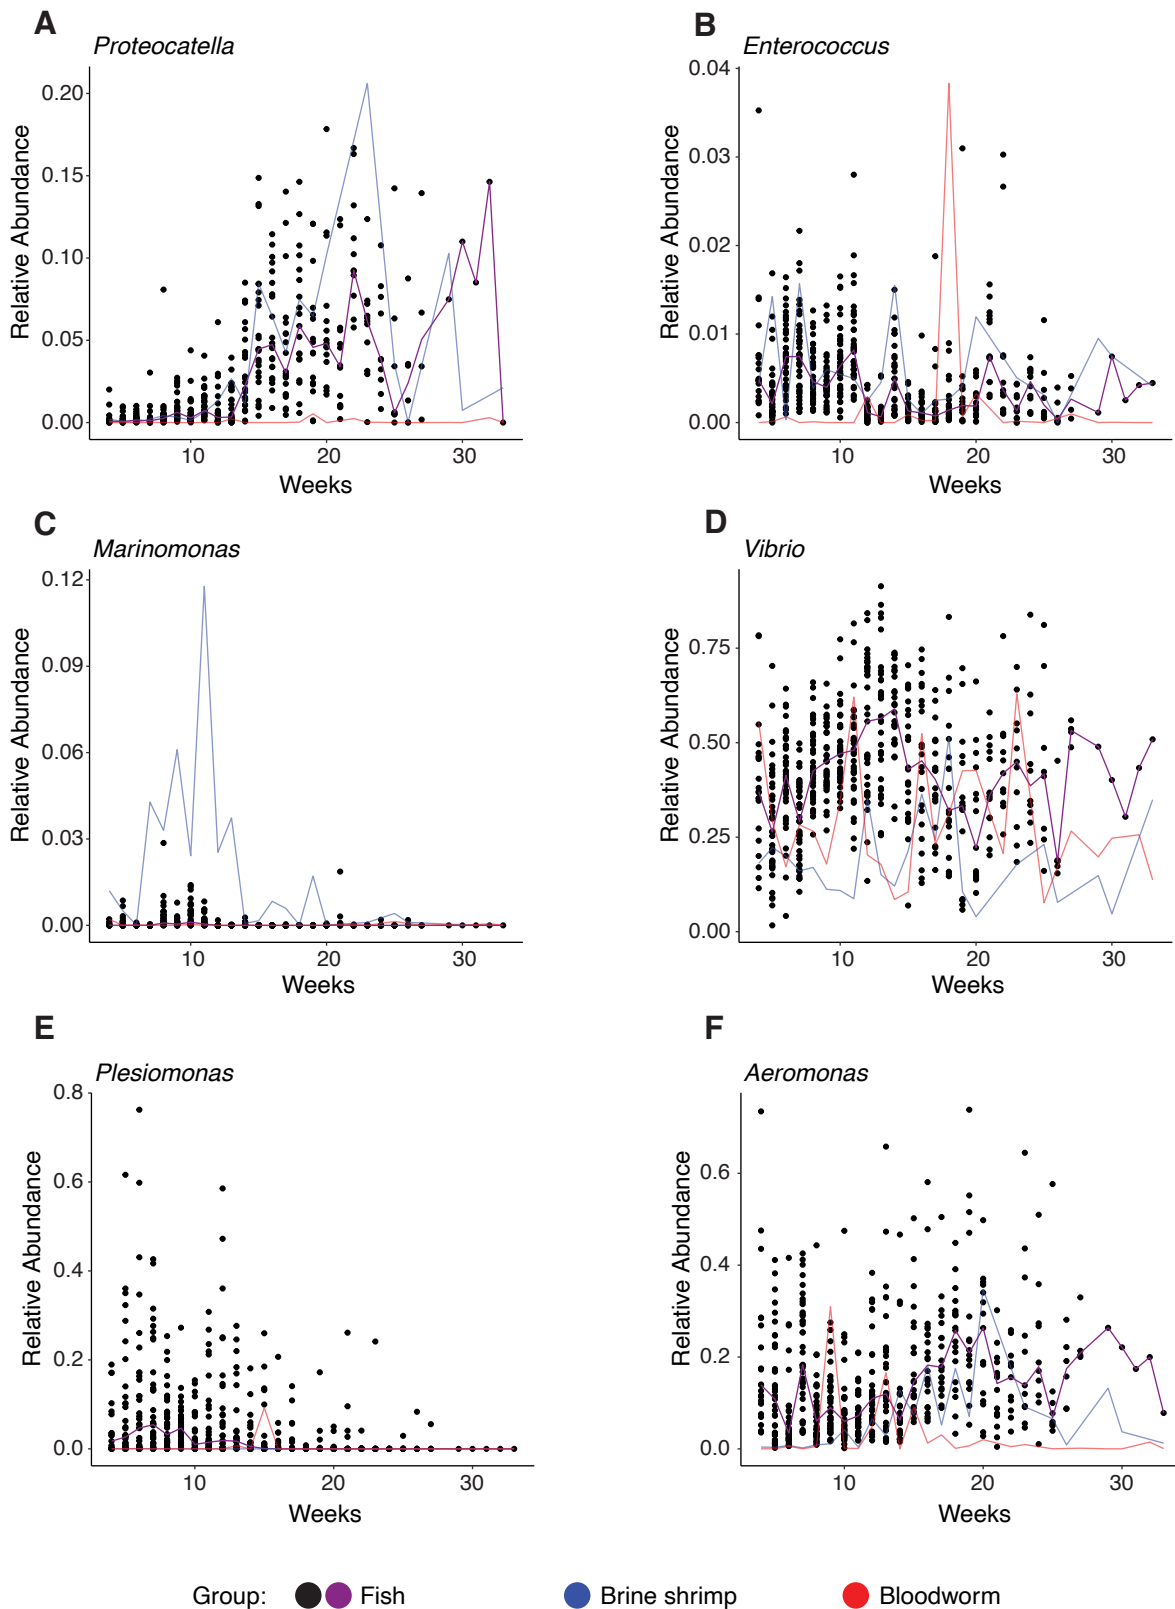 A
Proteocatella
Relative Abundance
0.20
0.15
0.10
0.05
0.00
10 20 30
Weeks
B
Enterococcus
Relative Abundance
0.04
0.03
0.02
0.01
0.00
10 20 30
Weeks
C
Marinomonas
Relative Abundance
0.12
0.09
0.06
0.03
0.00
10 20 30
Weeks
D
Vibrio
Relative Abundance
0.75
0.50
0.25
0.00
10 20 30
Weeks
E
Plesiomonas
Relative Abundance
0.8
0.6
0.4
0.2
0.0
10 20 30
Weeks
F
Aeromonas
Relative Abundance
0.6
0.4
0.2
0.0
10 20 30
Weeks
Group: Fish Brine shrimp Bloodworm